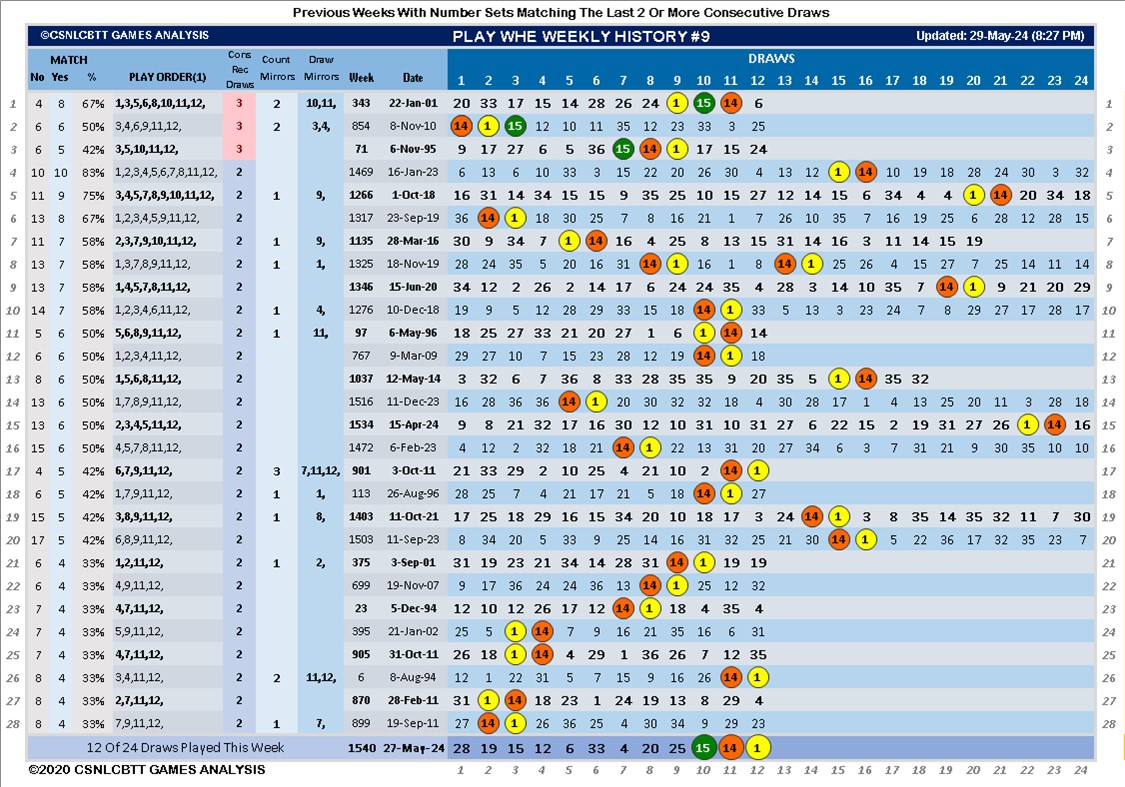 Previous Weeks With Number Sets Matching The Last 2 Or More Consecutive Draws
©CSNLCBTT GAMES ANALYSIS PLAY WHE WEEKLY HISTORY #9 Updated: 29-May-24 (8:27 PM)
MATCH Cons Rec Draws Count Mirrors Draw Mirrors DRAWS
No Yes % PLAY ORDER(1) Week Date 1 2 3 4 5 6 7 8 9 10 11 12 13 14 15 16 17 18 19 20 21 22 23 24
1 4 8 67% 1,3,5,6,8,10,11,12, 3 2 10,11, 343 22-Jan-01 20 33 17 15 14 28 26 24 1 15 14 6 1
2 6 6 50% 3,4,6,9,11,12, 3 2 3,4, 854 8-Nov-10 14 1 15 12 10 11 35 12 23 33 3 25 2
3 6 5 42% 3,5,10,11,12, 3 71 6-Nov-95 9 17 27 6 5 36 15 14 1 17 15 24 3
4 10 10 83% 1,2,3,4,5,6,7,8,11,12, 2 1469 16-Jan-23 6 13 6 10 33 3 15 22 20 26 30 4 13 12 1 14 10 19 18 28 24 30 3 32 4
5 11 9 75% 3,4,5,7,8,9,10,11,12, 2 1 9, 1266 1-Oct-18 16 31 14 34 15 15 9 35 25 10 15 27 12 14 15 6 34 4 4 1 14 20 34 18 5
6 13 8 67% 1,2,3,4,5,9,11,12, 2 1317 23-Sep-19 36 14 1 18 30 25 7 8 16 21 1 7 26 10 35 7 16 19 25 6 28 12 28 15 6
7 11 7 58% 2,3,7,9,10,11,12, 2 1 9, 1135 28-Mar-16 30 9 34 7 1 14 16 4 25 8 13 15 31 14 16 3 11 14 15 19 7
8 13 7 58% 1,3,7,8,9,11,12, 2 1 1, 1325 18-Nov-19 28 24 35 5 20 16 31 14 1 16 1 8 14 1 25 26 4 15 27 7 25 14 11 14 8
9 13 7 58% 1,4,5,7,8,11,12, 2 1346 15-Jun-20 34 12 2 26 2 14 17 6 24 24 35 4 28 3 14 10 35 7 14 1 9 21 20 29 9
10 14 7 58% 1,2,3,4,6,11,12, 2 1 4, 1276 10-Dec-18 19 9 5 12 28 29 33 15 18 14 1 33 5 13 3 23 24 7 8 29 27 17 28 17 10
11 5 6 50% 5,6,8,9,11,12, 2 1 11, 97 6-May-96 18 25 27 33 21 20 27 1 6 1 14 14 11
12 6 6 50% 1,2,3,4,11,12, 2 767 9-Mar-09 29 27 10 7 15 23 28 12 19 14 1 18 12
13 8 6 50% 1,5,6,8,11,12, 2 1037 12-May-14 3 32 6 7 36 8 33 28 35 35 9 20 35 5 1 14 35 32 13
14 13 6 50% 1,7,8,9,11,12, 2 1516 11-Dec-23 16 28 36 36 14 1 20 30 32 32 18 4 30 28 17 1 4 13 25 20 11 3 28 18 14
15 13 6 50% 2,3,4,5,11,12, 2 1534 15-Apr-24 9 8 21 32 17 16 30 12 10 31 10 31 27 6 22 15 2 19 31 27 26 1 14 16 15
16 15 6 50% 4,5,7,8,11,12, 2 1472 6-Feb-23 4 12 2 32 18 21 14 1 22 13 31 20 27 34 6 3 7 31 21 9 30 35 10 10 16
17 4 5 42% 6,7,9,11,12, 2 3 7,11,12, 901 3-Oct-11 21 33 29 2 10 25 4 21 10 2 14 1 17
18 6 5 42% 1,7,9,11,12, 2 1 1, 113 26-Aug-96 28 25 7 4 21 17 21 5 18 14 1 27 18
19 15 5 42% 3,8,9,11,12, 2 1 8, 1403 11-Oct-21 17 25 18 29 16 15 34 20 10 18 17 3 24 14 1 3 8 35 14 35 32 11 7 30 19
20 17 5 42% 6,8,9,11,12, 2 1503 11-Sep-23 8 34 20 5 33 9 25 14 16 31 32 25 21 30 14 1 5 22 36 17 32 35 23 7 20
21 6 4 33% 1,2,11,12, 2 1 2, 375 3-Sep-01 31 19 23 21 34 14 28 31 14 1 19 19 21
22 6 4 33% 4,9,11,12, 2 699 19-Nov-07 9 17 36 24 24 36 13 14 1 25 12 32 22
23 7 4 33% 4,7,11,12, 2 23 5-Dec-94 12 10 12 26 17 12 14 1 18 4 35 4 23
24 7 4 33% 5,9,11,12, 2 395 21-Jan-02 25 5 1 14 7 9 16 21 35 16 6 31 24
25 7 4 33% 4,7,11,12, 2 905 31-Oct-11 26 18 1 14 4 29 1 36 26 7 12 35 25
26 8 4 33% 3,4,11,12, 2 2 11,12, 6 8-Aug-94 12 1 22 31 5 7 15 9 16 26 14 1 26
27 8 4 33% 2,7,11,12, 2 870 28-Feb-11 31 1 14 18 23 1 24 19 13 8 29 4 27
28 8 4 33% 7,9,11,12, 2 1 7, 899 19-Sep-11 27 14 1 26 36 25 4 30 34 9 29 23 28
12 Of 24 Draws Played This Week 1540 27-May-24 28 19 15 12 6 33 4 20 25 15 14 1
©2020 CSNLCBTT GAMES ANALYSIS 1 2 3 4 5 6 7 8 9 10 11 12 13 14 15 16 17 18 19 20 21 22 23 24